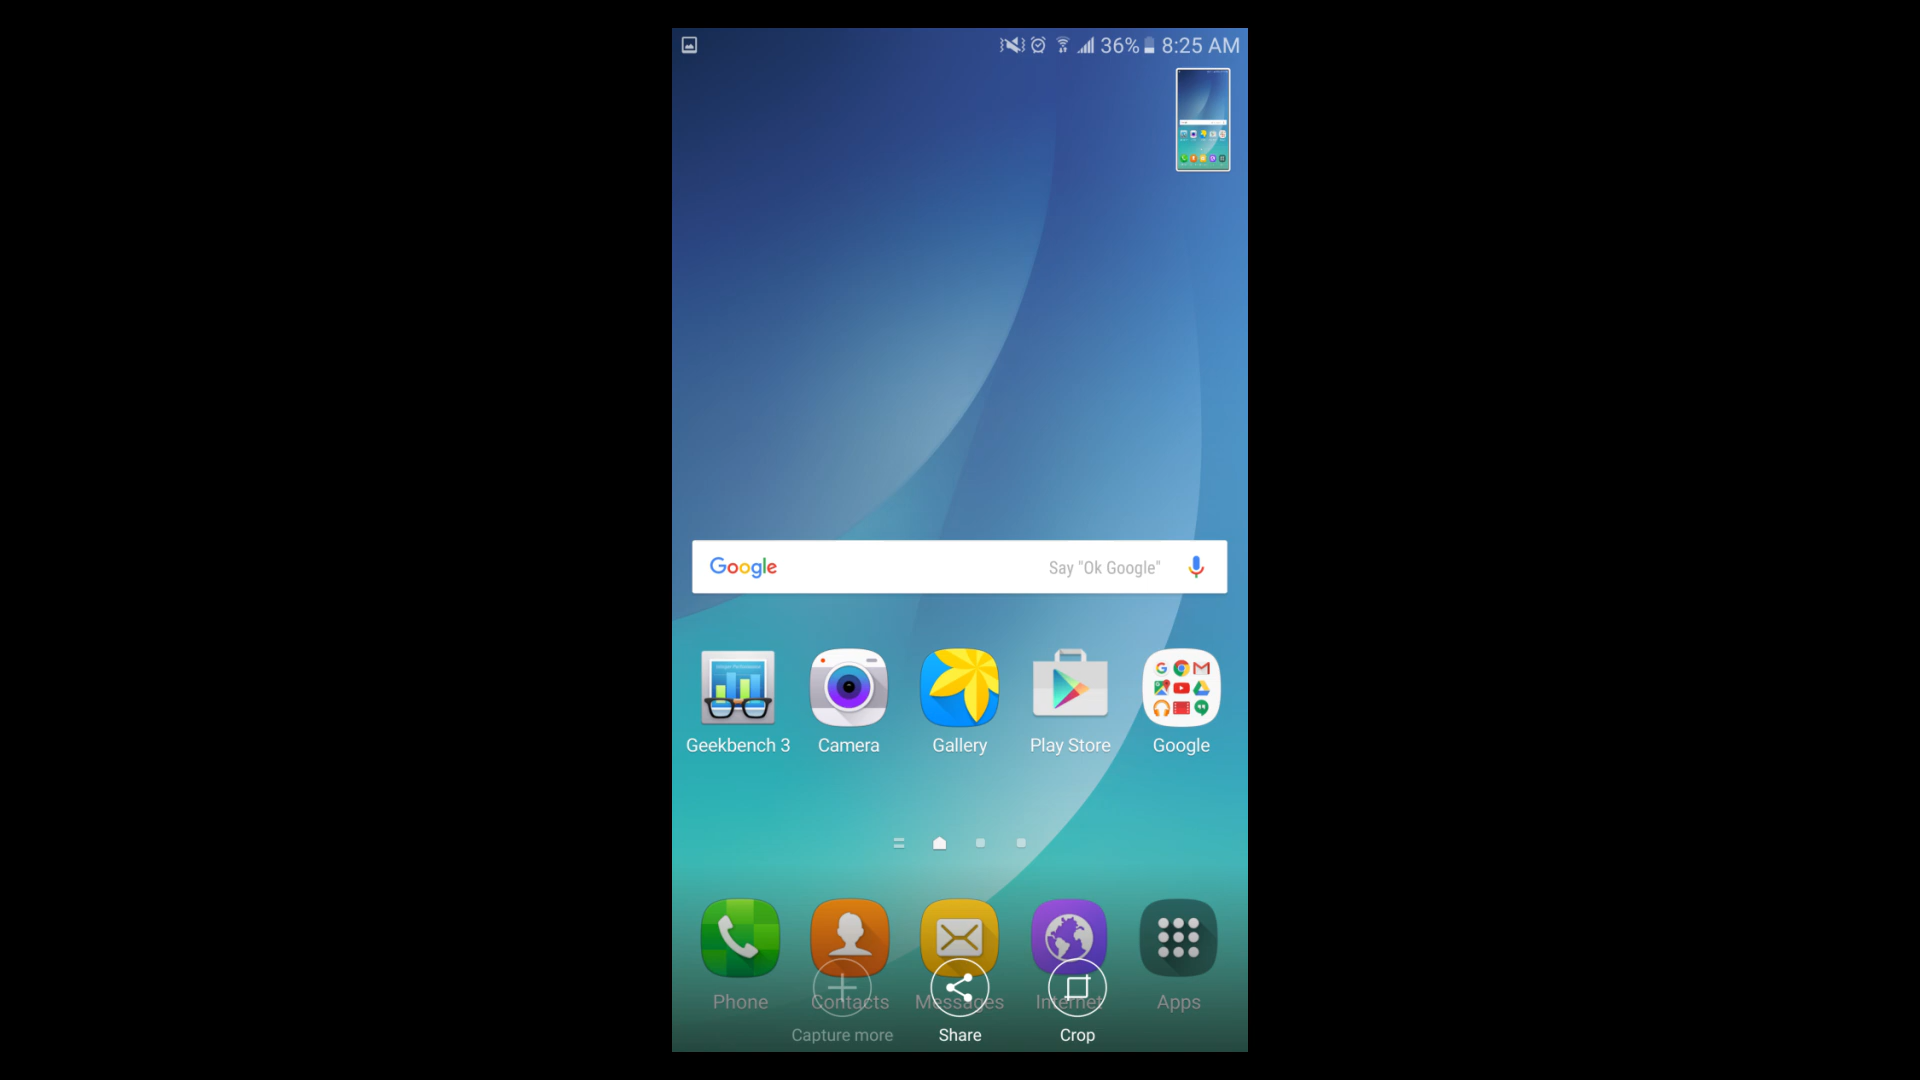 36% 8:25 AM
Google Say "Ok Google"
Geekbench 3 Camera Gallery Play Store Google
Phone Contacts Messages Internet Apps
Capture more Share Crop